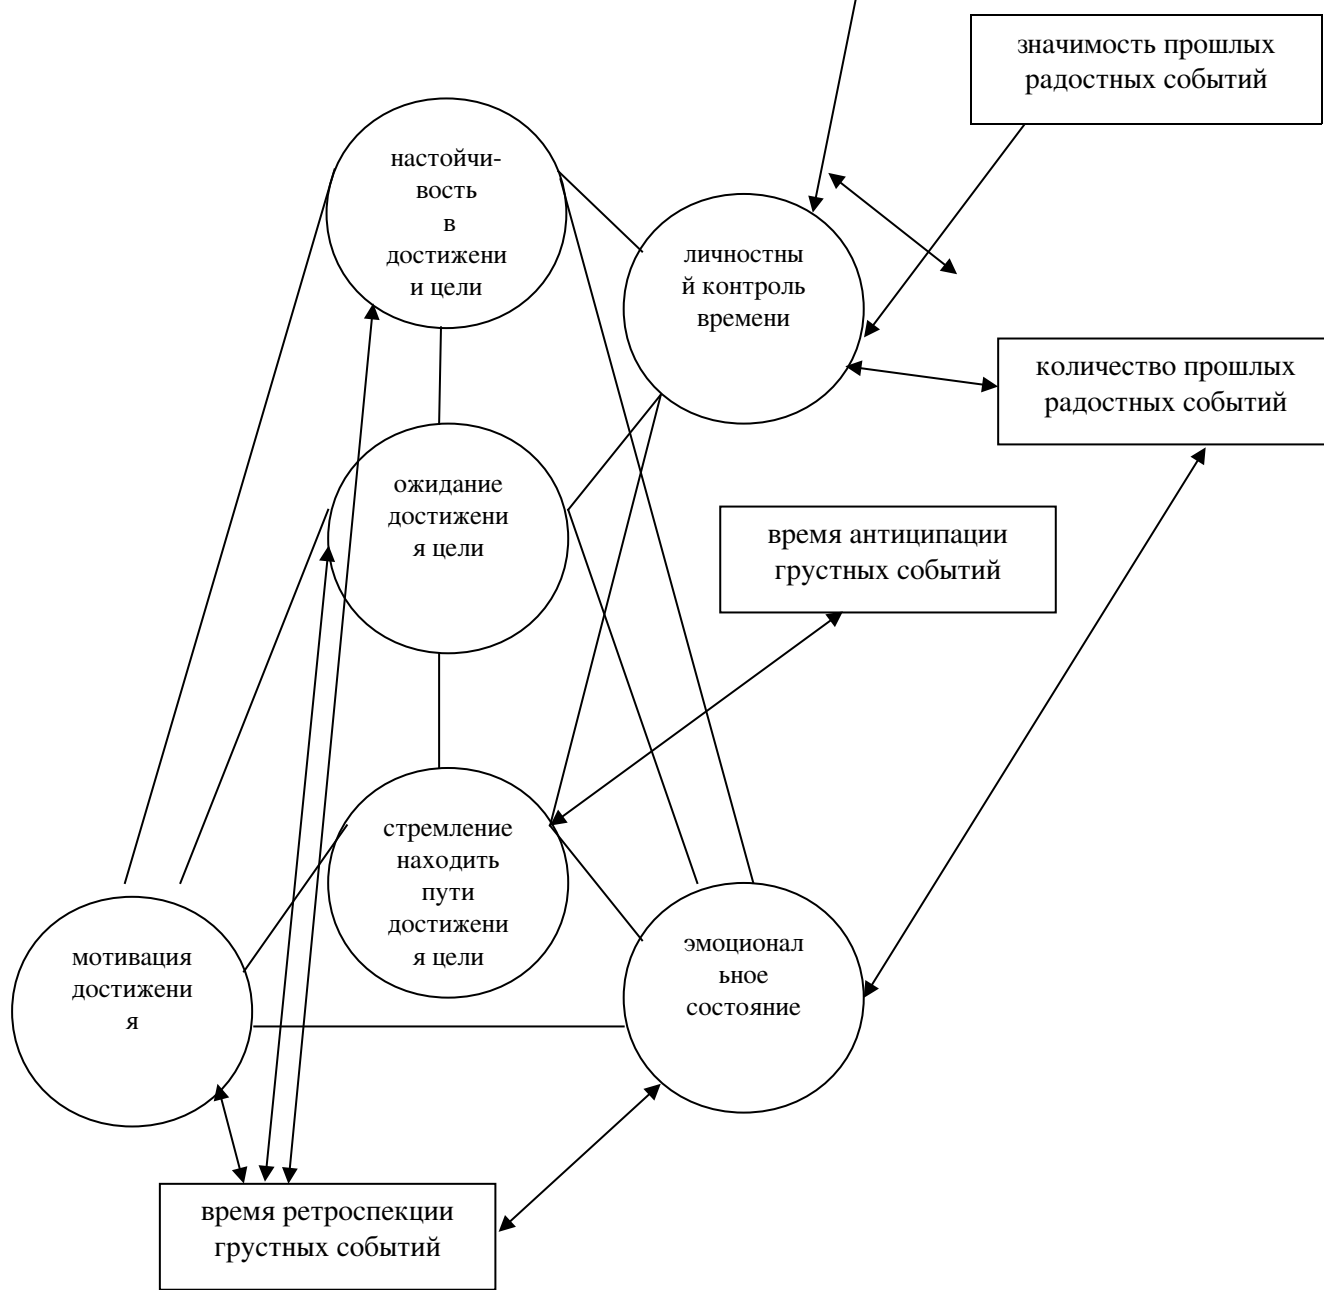 значимость прошлых
радостных событий
настойчи-
вость
в
достижени
и цели
личностны
й контроль
времени
количество прошлых
радостных событий
ожидание
достижени
я цели
время антиципации
грустных событий
стремление
находить
пути
достижени
я цели
мотивация
достижени
я
эмоционал
ьное
состояние
время ретроспекции
грустных событий